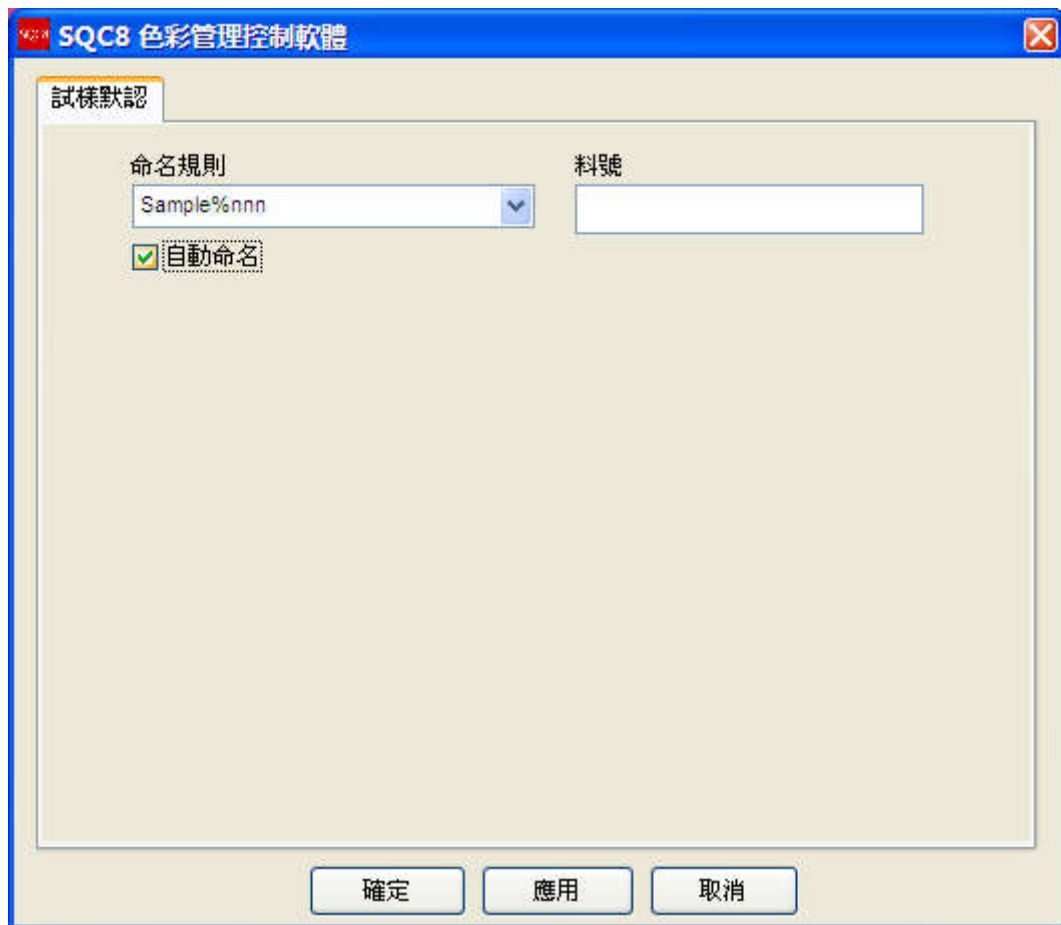 SQC8 色彩管理控制軟體
試樣默認
命名規則
料號
Sample%nnn
自動命名
確定
應用
取消